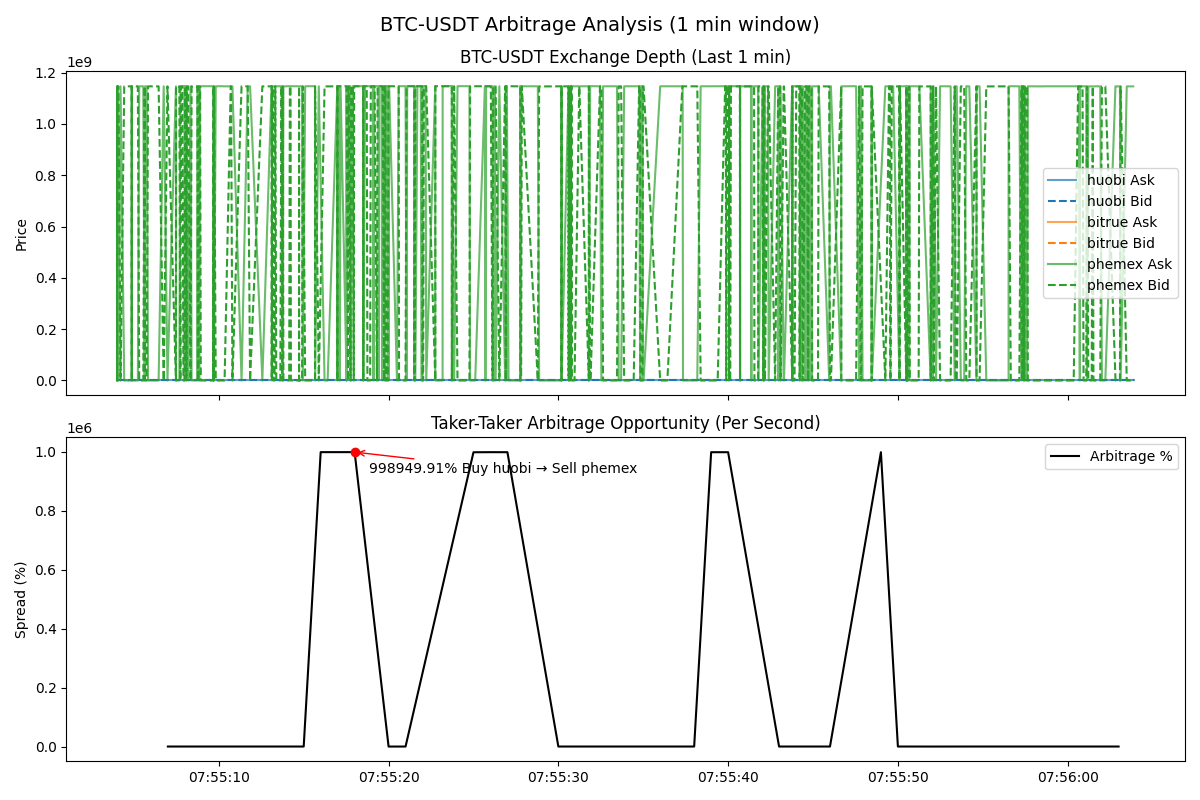 BTC-USDT Arbitrage Analysis (1 min window)
BTC-USDT Exchange Depth (Last 1 min)
1e9
1.2
1.0
0.8
0.6
0.4
0.2
0.0
Price
huobi Ask
huobi Bid
bitrue Ask
bitrue Bid
phemex Ask
phemex Bid
Taker-Taker Arbitrage Opportunity (Per Second)
1e6
1.0
0.8
0.6
0.4
0.2
0.0
Spread (%)
998949.91% Buy huobi → Sell phemex
Arbitrage %
07:55:10
07:55:20
07:55:30
07:55:40
07:55:50
07:56:00